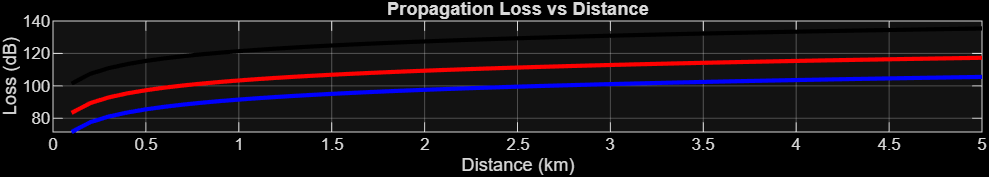 Propagation Loss vs Distance
Loss (dB)
140
120
100
80
0 0.5 1 1.5 2 2.5 3 3.5 4 4.5 5
Distance (km)